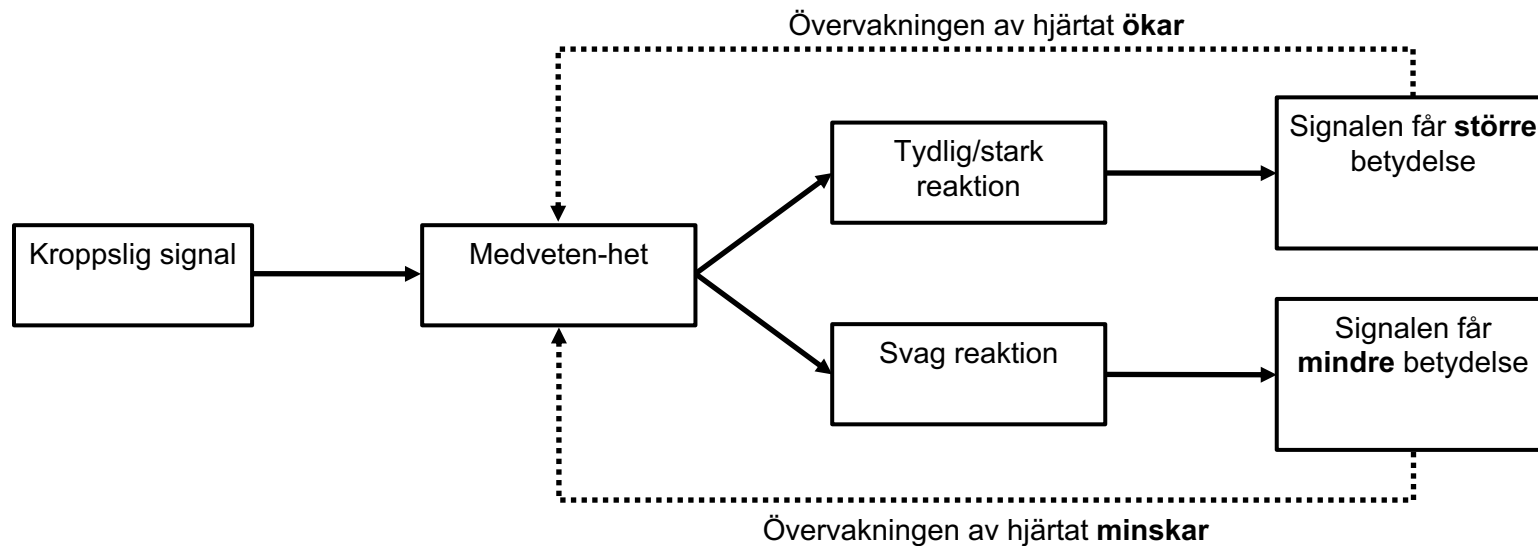 Övervakningen av hjärtat ökar
Signalen får större
betydelse
Tydlig/stark
reaktion
Kroppslig signal
Medveten-het
Svag reaktion
Signalen får
mindre betydelse
Övervakningen av hjärtat minskar